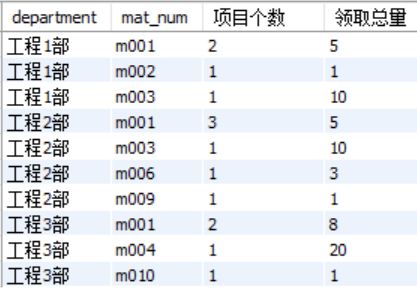 department mat_num 项目个数 领取总量
工程1部 m001 2 5
工程1部 m002 1 1
工程1部 m003 1 10
工程2部 m001 3 5
工程2部 m003 1 10
工程2部 m006 1 3
工程2部 m009 1 1
工程3部 m001 2 8
工程3部 m004 1 20
工程3部 m010 1 1